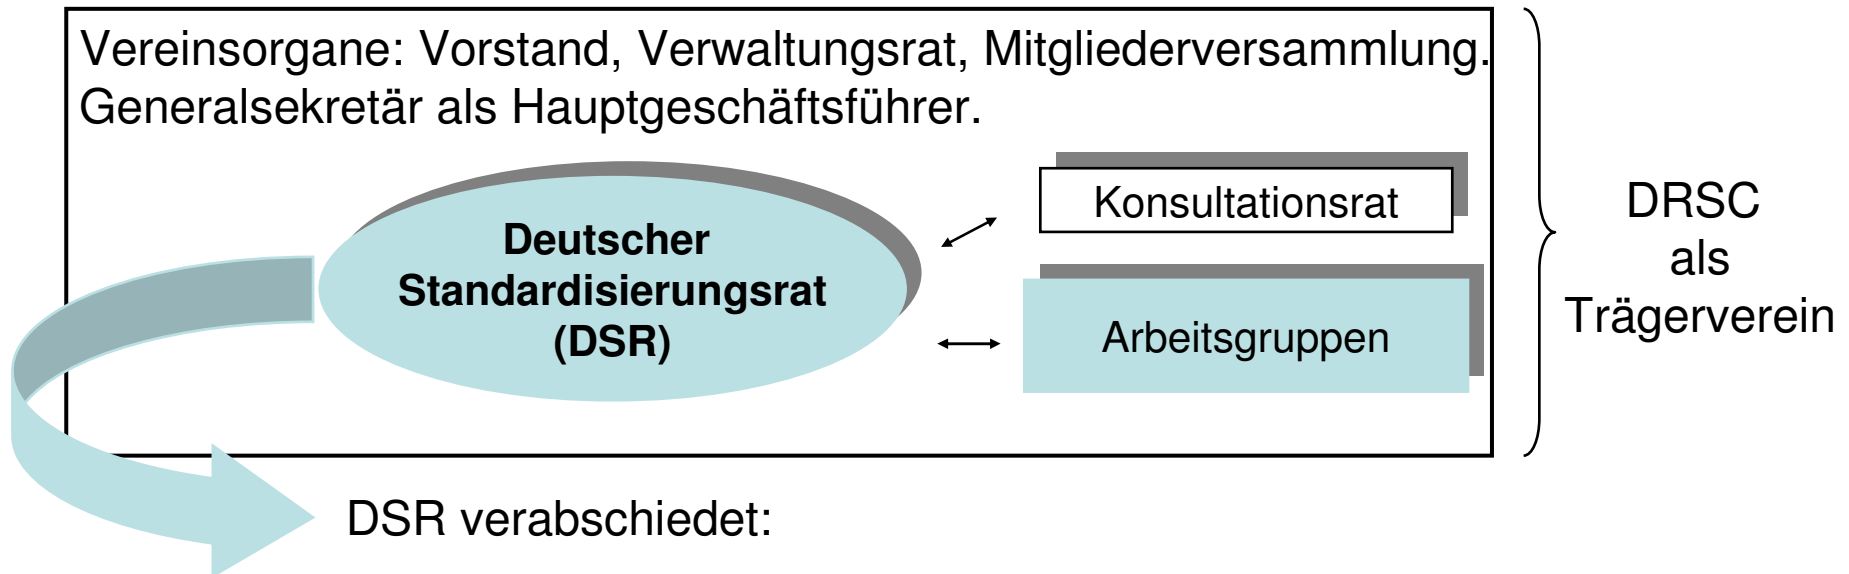 Vereinsorgane: Vorstand, Verwaltungsrat, Mitgliederversammlung.
Generalsekretär als Hauptgeschäftsführer.
Deutscher
Standardisierungsrat
(DSR)
Konsultationsrat
Arbeitsgruppen
DRSC
als
Trägerverein
DSR verabschiedet: